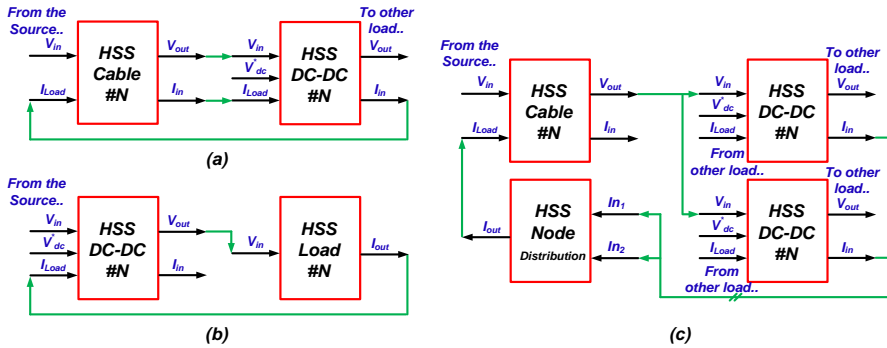 From the
Source..
V_in
I_Load
HSS
Cable
#N
V_out
I_in
V_in
V*_dc
I_Load
HSS
DC-DC
#N
To other
load..
V_out
I_in
(a)
From the
Source..
V_in
V*_dc
I_Load
HSS
DC-DC
#N
V_out
I_in
V_in
HSS
Load
#N
I_out
(b)
From the
Source..
V_in
I_Load
HSS
Cable
#N
V_out
I_in
V_in
V*_dc
I_Load
From
other load..
HSS
DC-DC
#N
To other
load..
V_out
I_in
I_out
HSS
Node
Distribution
In_1
In_2
V_in
V*_dc
I_Load
From
other load..
HSS
DC-DC
#N
To other
load..
V_out
I_in
(c)